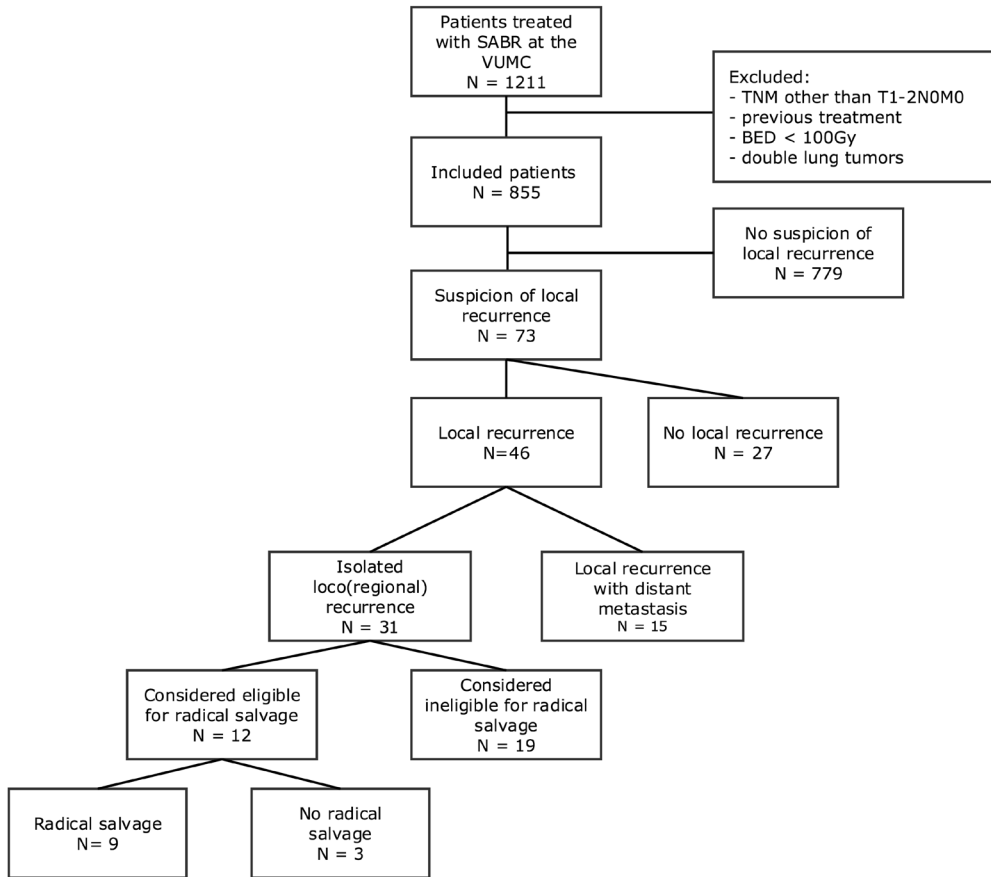 Patients treated
with SABR at the
VUMC
N = 1211
Excluded:
- TNM other than T1-2N0M0
- previous treatment
- BED < 100Gy
- double lung tumors
Included patients
N = 855
No suspicion of
local recurrence
N = 779
Suspicion of local
recurrence
N = 73
Local recurrence
N=46
No local recurrence
N = 27
Isolated
loco(regional)
recurrence
N = 31
Local recurrence
with distant
metastasis
N = 15
Considered eligible
for radical salvage
N = 12
Considered
ineligible for radical
salvage
N = 19
Radical salvage
N= 9
No radical
salvage
N = 3